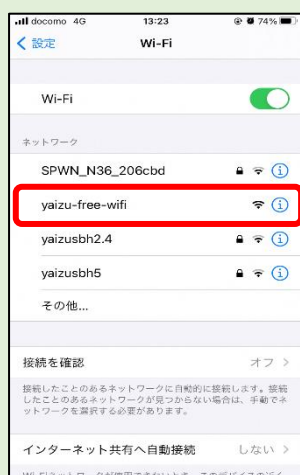 docomo 4G 13:23 74%
設定 Wi-Fi
Wi-Fi
ネットワーク
SPWN_N36_206cbd
yaizu-free-wifi
yaizusbh2.4
yaizusbh5
その他...
接続を確認 オフ
接続したことのあるネットワークに自動的に接続します。接続
したことのあるネットワークが見つからない場合は、手動でネ
ットワークを選択する必要があります。
インターネット共有へ自動接続 しない